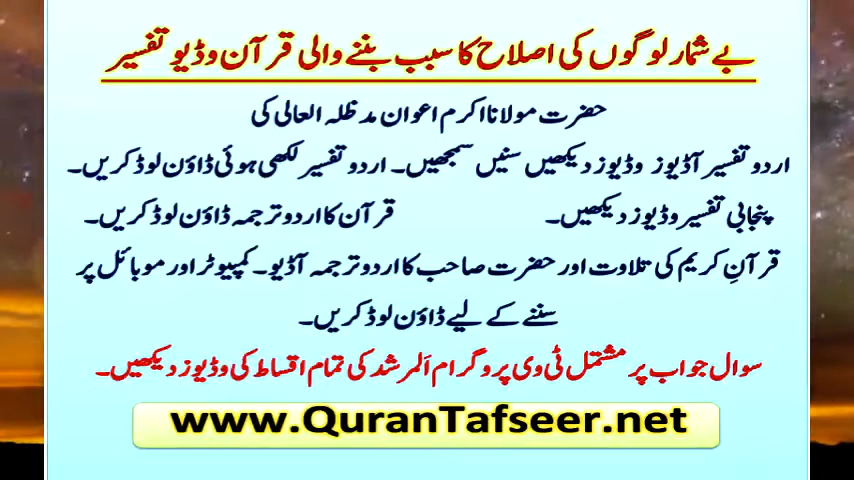 بے شمار لوگوں کی اصلاح کا سبب بننے والی قرآن وڈیو تفسیر
حضرت مولانا اکرم اعوان مدظلہ العالی کی
اردو تفسیر آڈیوز وڈیوز دیکھیں سنیں سمجھیں۔ اردو تفسیر لکھی ہوئی ڈاؤن لوڈ کریں۔
پنجابی تفسیر وڈیوز دیکھیں۔ قرآن کا اردو ترجمہ ڈاؤن لوڈ کریں۔
قرآنِ کریم کی تلاوت اور حضرت صاحب کا اردو ترجمہ آڈیو۔ کمپیوٹر اور موبائل پر
سننے کے لیے ڈاؤن لوڈ کریں۔
سوال جواب پر مشتمل ٹی وی پروگرام اَلمرشد کی تمام اقساط کی وڈیوز دیکھیں۔
www.QuranTafseer.net